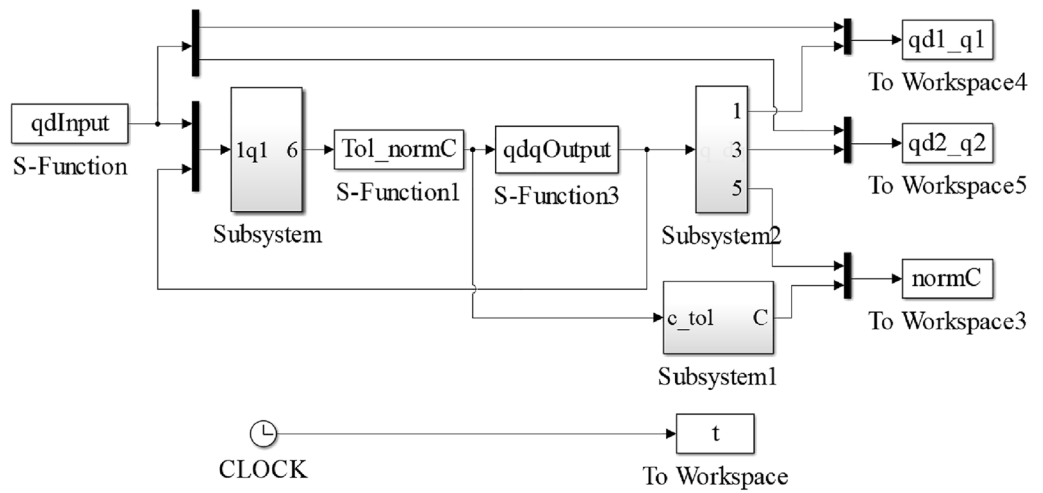 qd1_q1
To Workspace4
qdInput
S-Function
1q1 6
Subsystem
Tol_normC
S-Function1
qdqOutput
S-Function3
1
3
5
Subsystem2
qd2_q2
To Workspace5
c_tol C
Subsystem1
normC
To Workspace3
CLOCK
t
To Workspace